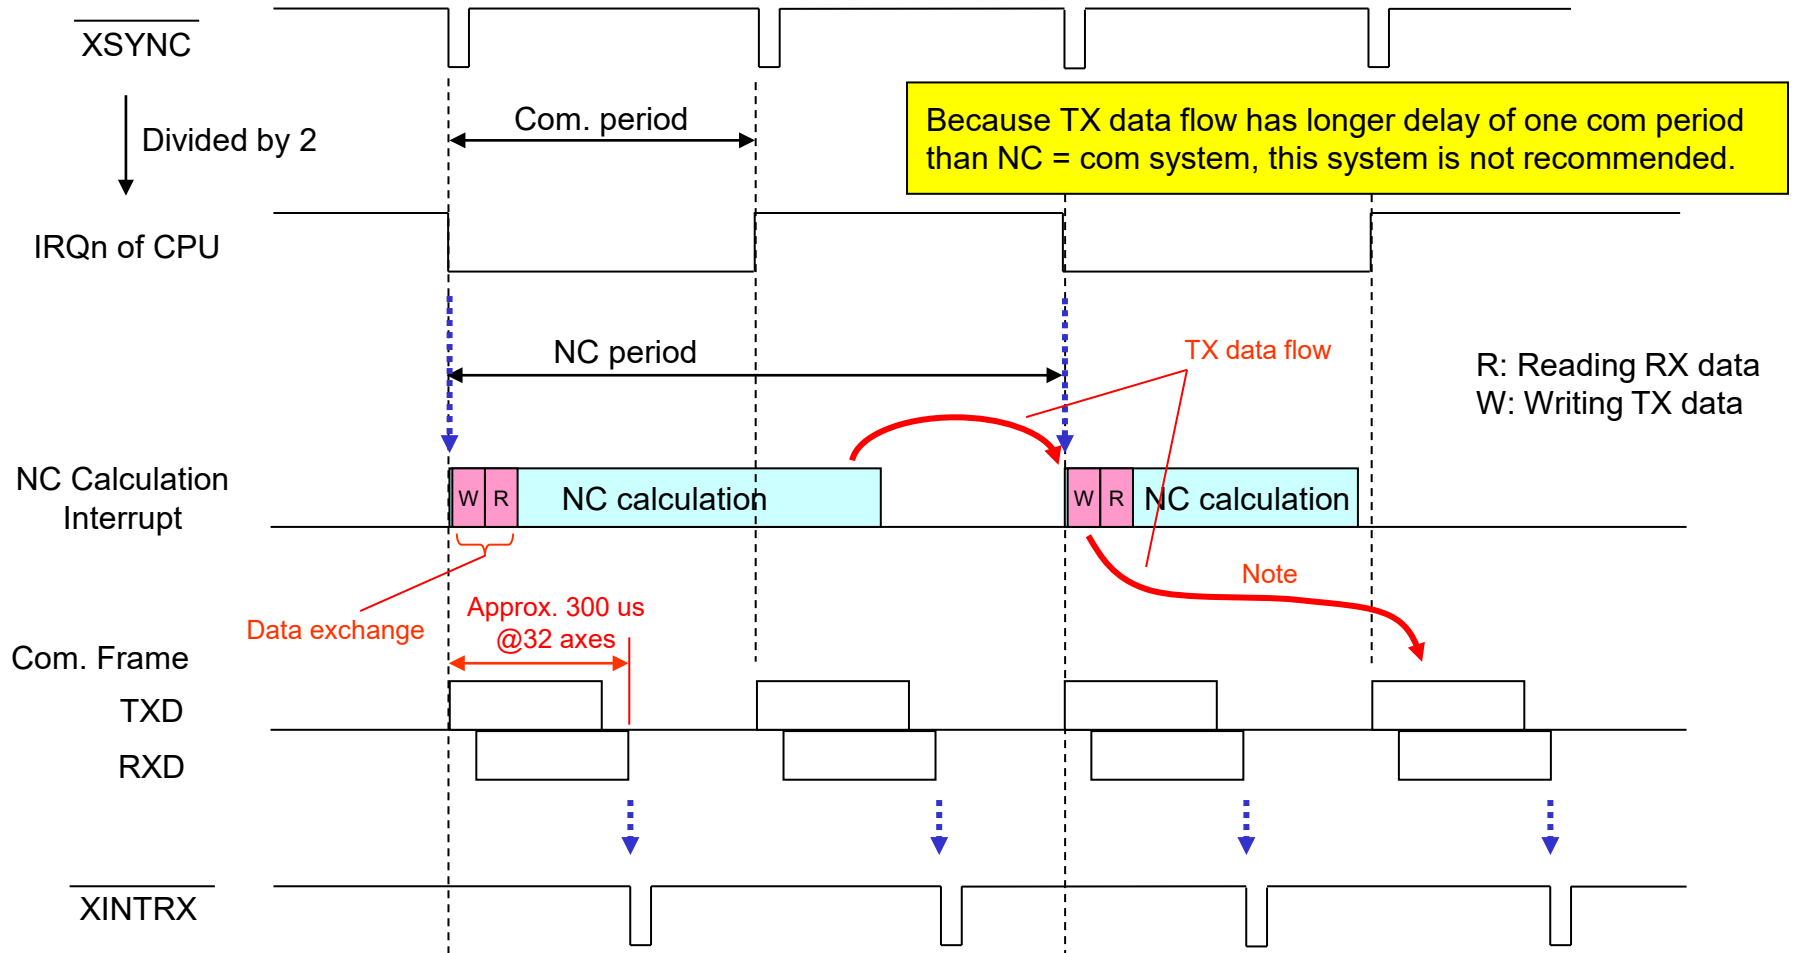 XSYNC
Divided by 2
Com. period
Because TX data flow has longer delay of one com period
than NC = com system, this system is not recommended.
IRQn of CPU
NC period
TX data flow
R: Reading RX data
W: Writing TX data
NC Calculation
Interrupt
W
R
NC calculation
W
R
NC calculation
Note
Data exchange
Approx. 300 us
@32 axes
Com. Frame
TXD
RXD
XINTRX